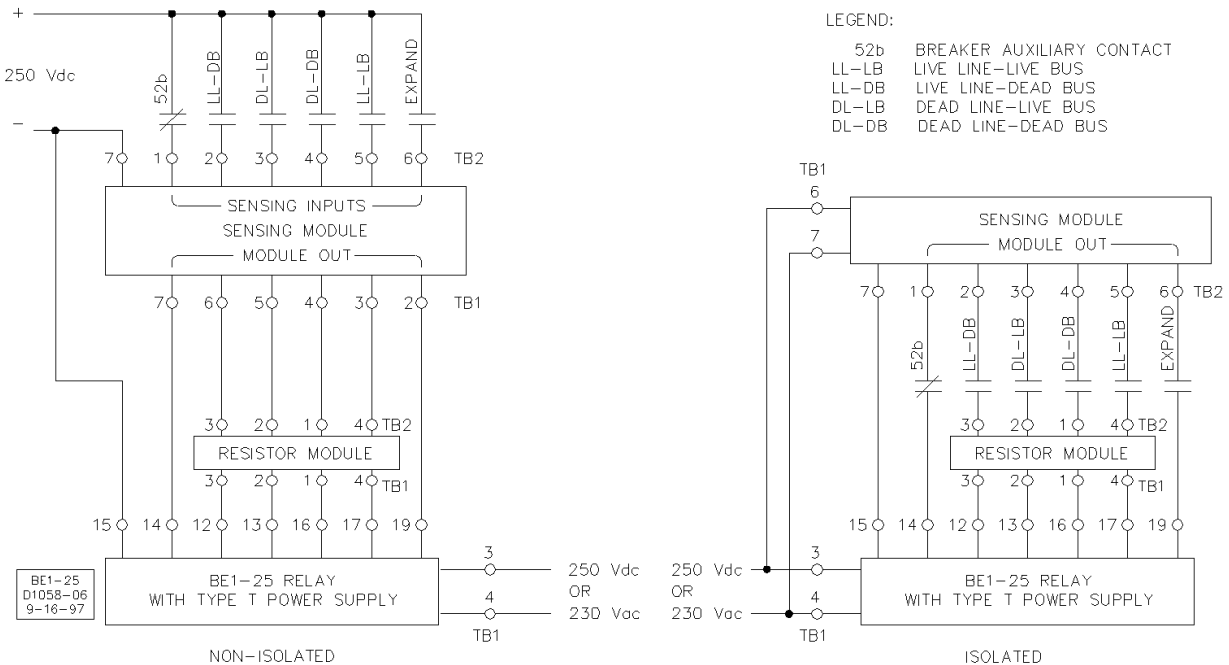 +
250 Vdc
−
52b
LL-DB
DL-LB
DL-DB
LL-LB
EXPAND
7 1 2 3 4 5 6 TB2
SENSING INPUTS
SENSING MODULE
MODULE OUT
7 6 5 4 3 2 TB1
3 2 1 4 TB2
RESISTOR MODULE
3 2 1 4 TB1
15 14 12 13 16 17 19
BE1-25 RELAY
WITH TYPE T POWER SUPPLY
3
4
TB1
250 Vdc
OR
230 Vac
BE1-25
D1058-06
9-16-97
NON-ISOLATED
LEGEND:
52b BREAKER AUXILIARY CONTACT
LL-LB LIVE LINE-LIVE BUS
LL-DB LIVE LINE-DEAD BUS
DL-LB DEAD LINE-LIVE BUS
DL-DB DEAD LINE-DEAD BUS
TB1
6
7
SENSING MODULE
MODULE OUT
7 1 2 3 4 5 6 TB2
52b
LL-DB
DL-LB
DL-DB
LL-LB
EXPAND
3 2 1 4 TB2
RESISTOR MODULE
3 2 1 4 TB1
15 14 12 13 16 17 19
250 Vdc
OR
230 Vac
3
4
TB1
BE1-25 RELAY
WITH TYPE T POWER SUPPLY
ISOLATED